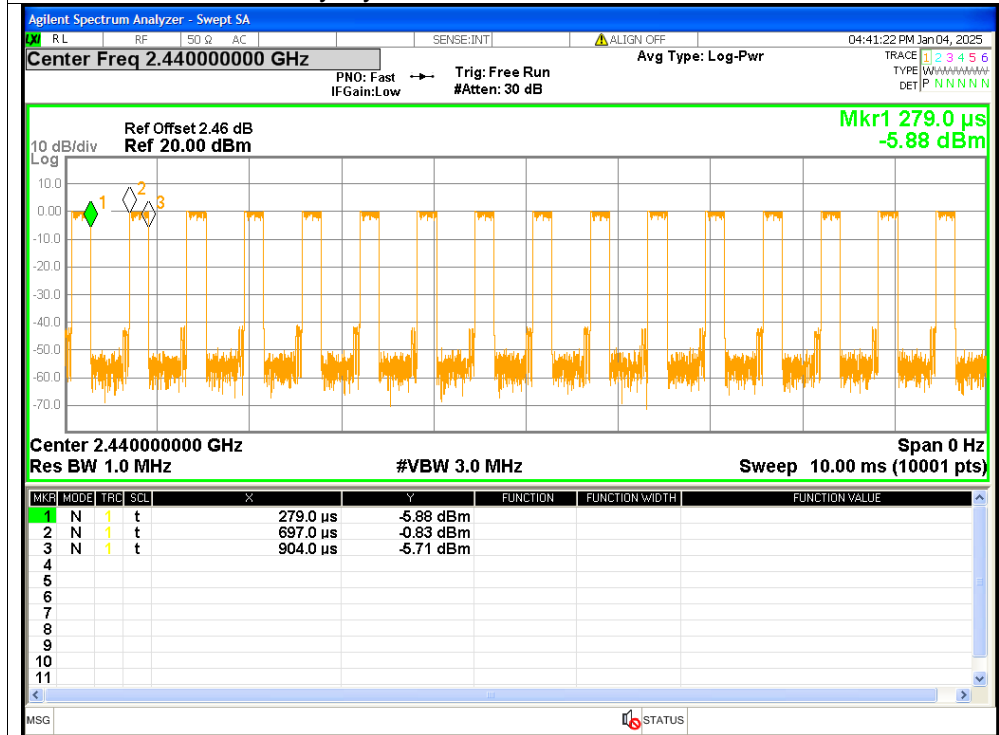 Agilent Spectrum Analyzer - Swept SA
LXI RL RF 50 Ω AC SENSE:INT ALIGN OFF 04:41:22 PM Jan 04, 2025
Center Freq 2.440000000 GHz
Avg Type: Log-Pwr
TRACE 1 2 3 4 5 6
PNO: Fast
Trig: Free Run
TYPE WWWWWW
IFGain:Low
#Atten: 30 dB
DET P N N N N N
Mkr1 279.0 µs
-5.88 dBm
Ref Offset 2.46 dB
10 dB/div Ref 20.00 dBm
Log
10.0
0.00
-10.0
-20.0
-30.0
-40.0
-50.0
-60.0
-70.0
1
2
3
Center 2.440000000 GHz Span 0 Hz
Res BW 1.0 MHz #VBW 3.0 MHz Sweep 10.00 ms (10001 pts)
MKR MODE TRC SCL X Y FUNCTION FUNCTION WIDTH FUNCTION VALUE
1 N 1 t 279.0 µs -5.88 dBm
2 N 1 t 697.0 µs -0.83 dBm
3 N 1 t 904.0 µs -5.71 dBm
4
5
6
7
8
9
10
11
MSG STATUS